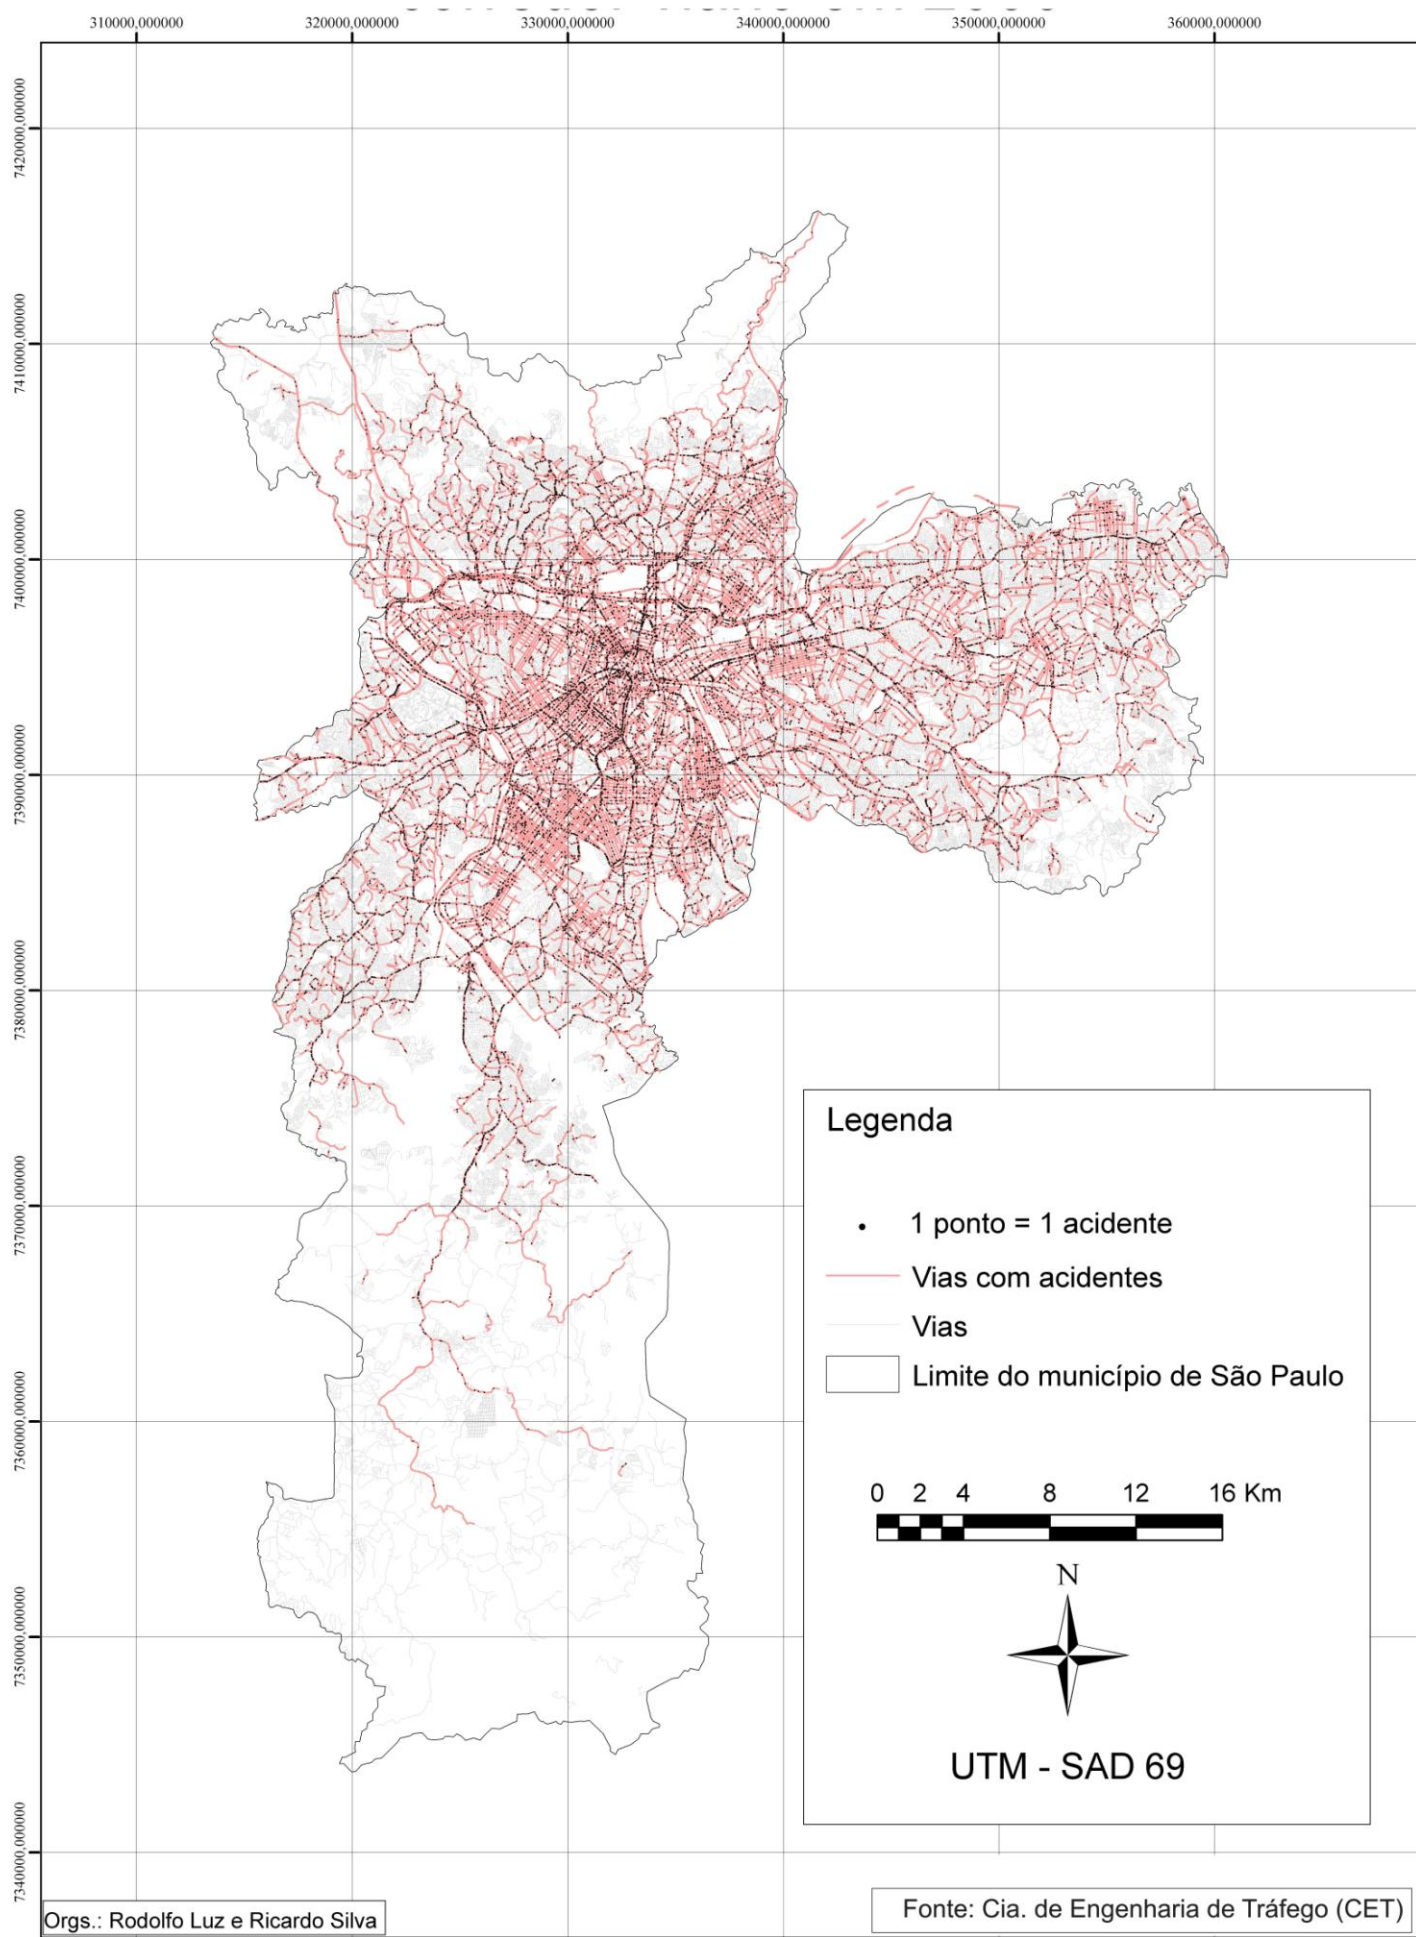 310000,000000 320000,000000 330000,000000 340000,000000 350000,000000 360000,000000
7420000,000000
7410000,000000
7400000,000000
7390000,000000
7380000,000000
7370000,000000
7360000,000000
7350000,000000
7340000,000000
Legenda
1 ponto = 1 acidente
Vias com acidentes
Vias
Limite do município de São Paulo
0 2 4 8 12 16 Km
N
UTM - SAD 69
Orgs.: Rodolfo Luz e Ricardo Silva
Fonte: Cia. de Engenharia de Tráfego (CET)